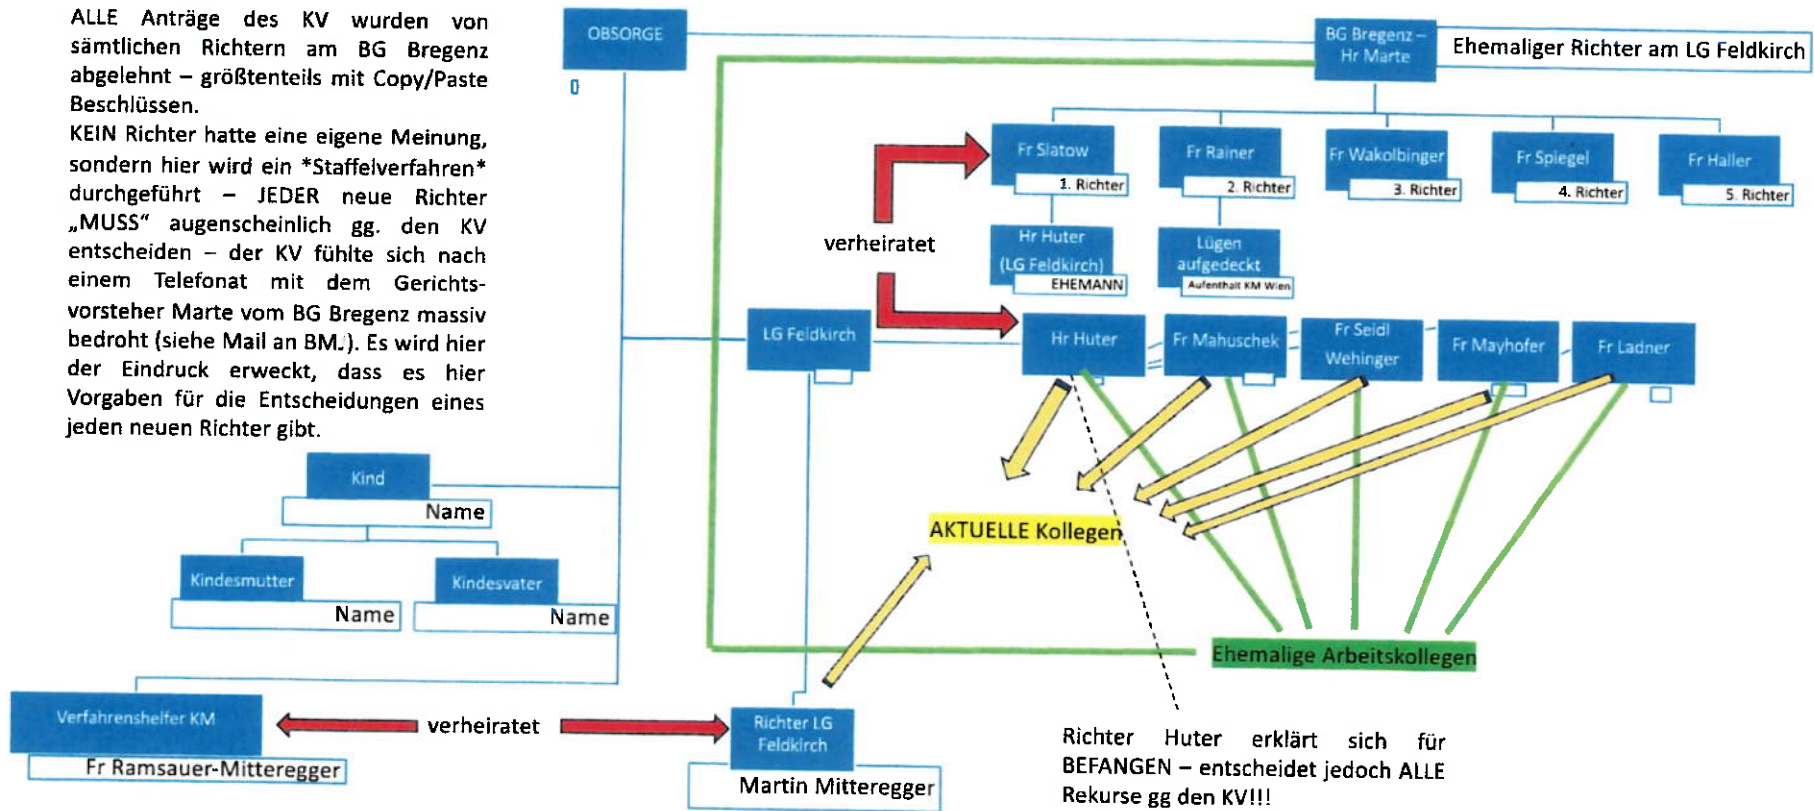 ALLE Anträge des KV wurden von
sämtlichen Richtern am BG Bregenz
abgelehnt – größtenteils mit Copy/Paste
Beschlüssen.
KEIN Richter hatte eine eigene Meinung,
sondern hier wird ein *Staffelverfahren*
durchgeführt – JEDER neue Richter
„MUSS“ augenscheinlich gg. den KV
entscheiden – der KV fühlte sich nach
einem Telefonat mit dem Gerichts-
vorsteher Marte vom BG Bregenz massiv
bedroht (siehe Mail an BM.). Es wird hier
der Eindruck erweckt, dass es hier
Vorgaben für die Entscheidungen eines
jeden neuen Richter gibt.
OBSORGE
BG Bregenz –
Hr Marte
Ehemaliger Richter am LG Feldkirch
Fr Slatow
1. Richter
Fr Rainer
2. Richter
Fr Wakolbinger
3. Richter
Fr Spiegel
4. Richter
Fr Haller
5. Richter
verheiratet
Hr Huter
(LG Feldkirch)
EHEMANN
Lügen
aufgedeckt
Aufenthalt KM Wien
LG Feldkirch
Hr Huter
Fr Mahuschek
Fr Seidl
Wehinger
Fr Mayhofer
Fr Ladner
Kind
Name
Kindesmutter
Name
Kindesvater
Name
AKTUELLE Kollegen
Ehemalige Arbeitskollegen
Verfahrenshelfer KM
Fr Ramsauer-Mitteregger
verheiratet
Richter LG
Feldkirch
Martin Mitteregger
Richter Huter erklärt sich für
BEFANGEN – entscheidet jedoch ALLE
Rekurse gg den KV!!!